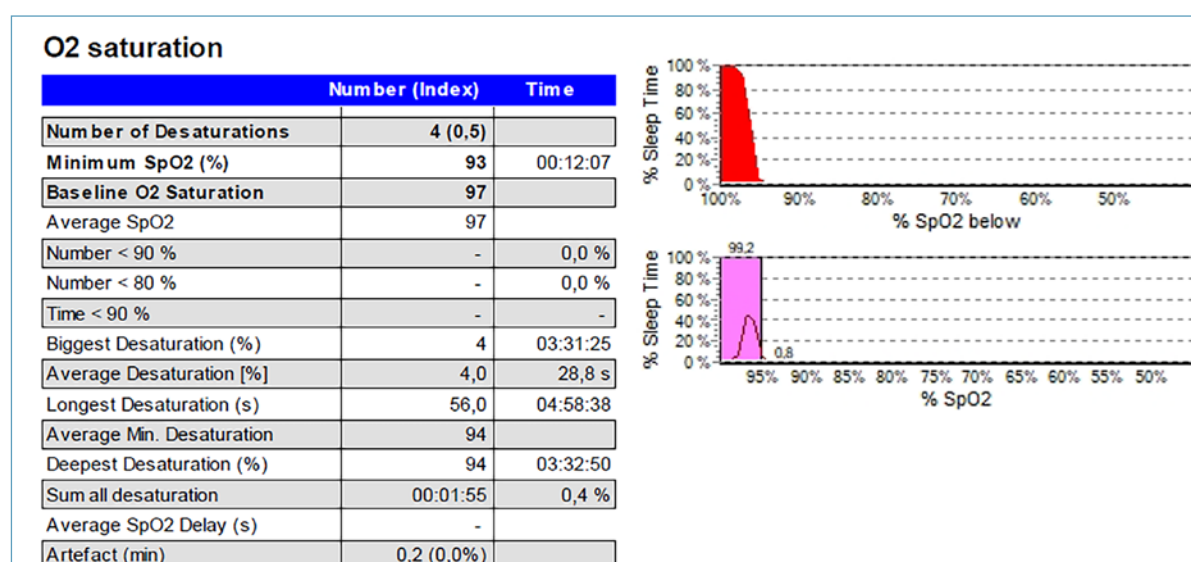 O2 saturation
Number (Index) Time
Number of Desaturations 4 (0,5)
Minimum SpO2 (%) 93 00:12:07
Baseline O2 Saturation 97
Average SpO2 97
Number < 90 % - 0,0 %
Number < 80 % - 0,0 %
Time < 90 % - -
Biggest Desaturation (%) 4 03:31:25
Average Desaturation [%] 4,0 28,8 s
Longest Desaturation (s) 56,0 04:58:38
Average Min. Desaturation 94
Deepest Desaturation (%) 94 03:32:50
Sum all desaturation 00:01:55 0,4 %
Average SpO2 Delay (s) -
Artefact (min) 0,2 (0,0%)
% Sleep Time
100 %
80 %
60 %
40 %
20 %
0 %
100% 90% 80% 70% 60% 50%
% SpO2 below
% Sleep Time
99,2
100 %
80 %
60 %
40 %
20 %
0 %
0,8
95% 90% 85% 80% 75% 70% 65% 60% 55% 50%
% SpO2